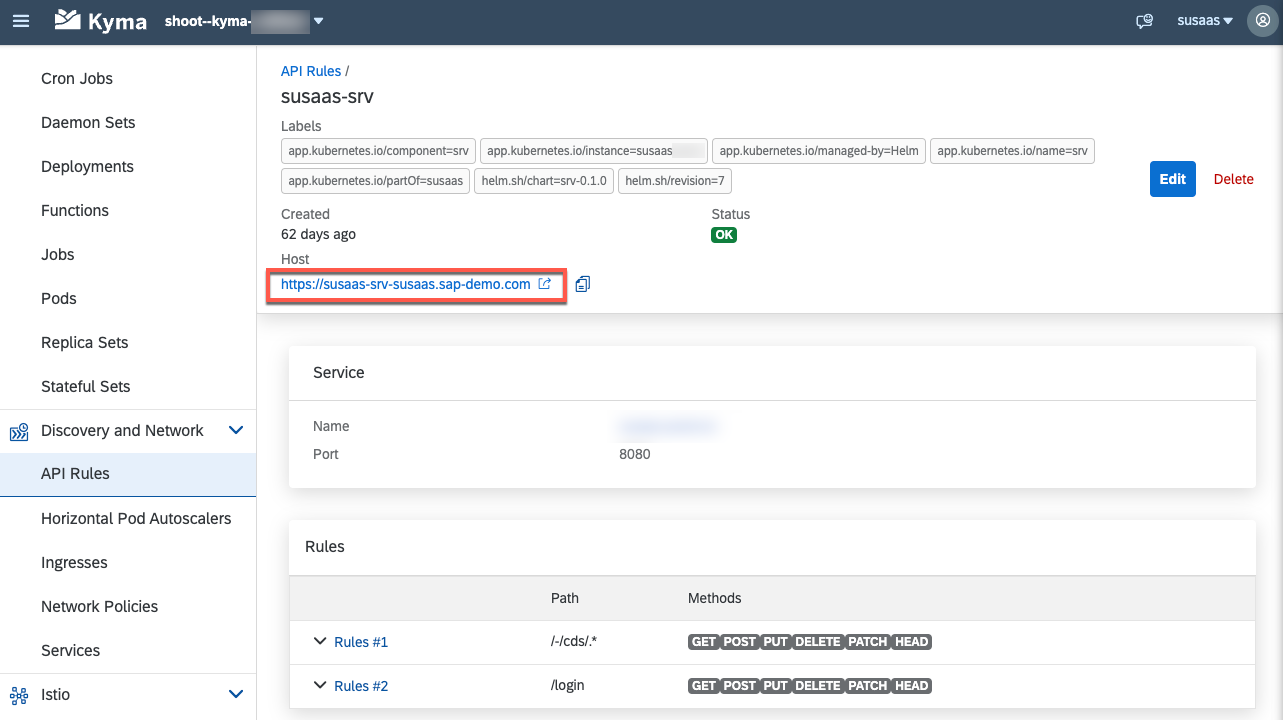 Kyma shoot--kyma- susaas
Cron Jobs
Daemon Sets
Deployments
Functions
Jobs
Pods
Replica Sets
Stateful Sets
Discovery and Network
API Rules
Horizontal Pod Autoscalers
Ingresses
Network Policies
Services
Istio
API Rules /
susaas-srv
Labels
app.kubernetes.io/component=srv app.kubernetes.io/instance=susaas app.kubernetes.io/managed-by=Helm app.kubernetes.io/name=srv
app.kubernetes.io/partOf=susaas helm.sh/chart=srv-0.1.0 helm.sh/revision=7
Edit Delete
Created Status
62 days ago OK
Host
https://susaas-srv-susaas.sap-demo.com
Service
Name
Port 8080
Rules
Path Methods
Rules #1 /-/cds/.* GET POST PUT DELETE PATCH HEAD
Rules #2 /login GET POST PUT DELETE PATCH HEAD